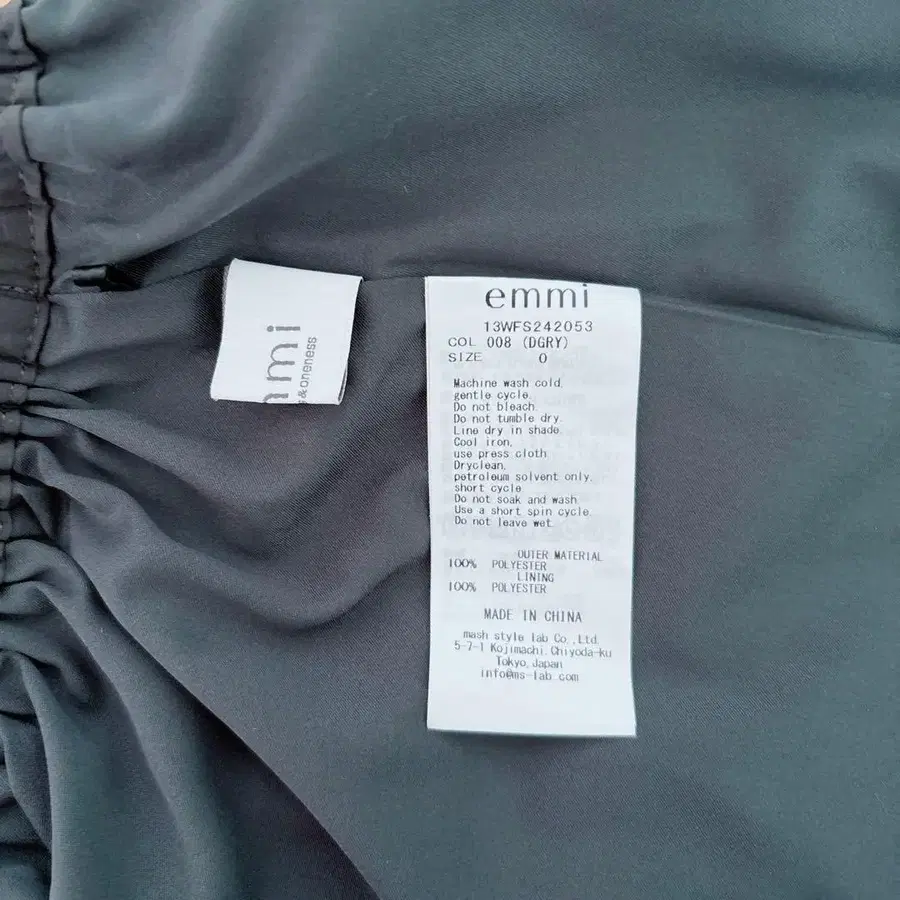 emmi
13WFS242053
COL 008 (DGRY)
SIZE 0
Machine wash cold.
gentle cycle.
Do not bleach.
Do not tumble dry.
Line dry in shade.
Cool iron,
use press cloth
Dryclean,
petroleum solvent only.
short cycle
Do not soak and wash
Use a short spin cycle.
Do not leave wet
OUTER MATERIAL
100% POLYESTER
LINING
100% POLYESTER
MADE IN CHINA
mash style lab Co.,Ltd.
5-7-1 Kojimachi,Chiyoda-ku
Tokyo,Japan
info@ms-lab.com
mmi
&oneness